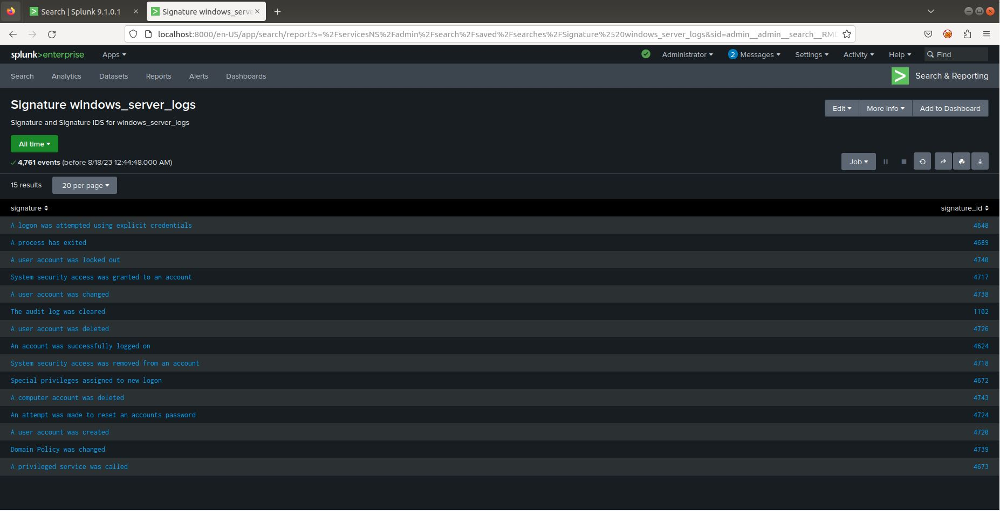 Search | Splunk 9.1.0.1
Signature windows_serve
localhost:8000/en-US/app/search/report?s=%2FservicesNS%2Fadmin%2Fsearch%2Fsaved%2Fsearches%2FSignature%2520windows_server_logs&sid=admin__admin__search__RMD
splunk>enterprise Apps Administrator 2 Messages Settings Activity Help Find
Search Analytics Datasets Reports Alerts Dashboards Search & Reporting
Signature windows_server_logs
Edit More Info Add to Dashboard
Signature and Signature IDS for windows_server_logs
All time
4,761 events (before 8/18/23 12:44:48.000 AM) Job
15 results 20 per page
signature signature_id
A logon was attempted using explicit credentials 4648
A process has exited 4689
A user account was locked out 4740
System security access was granted to an account 4717
A user account was changed 4738
The audit log was cleared 1102
A user account was deleted 4726
An account was successfully logged on 4624
System security access was removed from an account 4718
Special privileges assigned to new logon 4672
A computer account was deleted 4743
An attempt was made to reset an accounts password 4724
A user account was created 4720
Domain Policy was changed 4739
A privileged service was called 4673